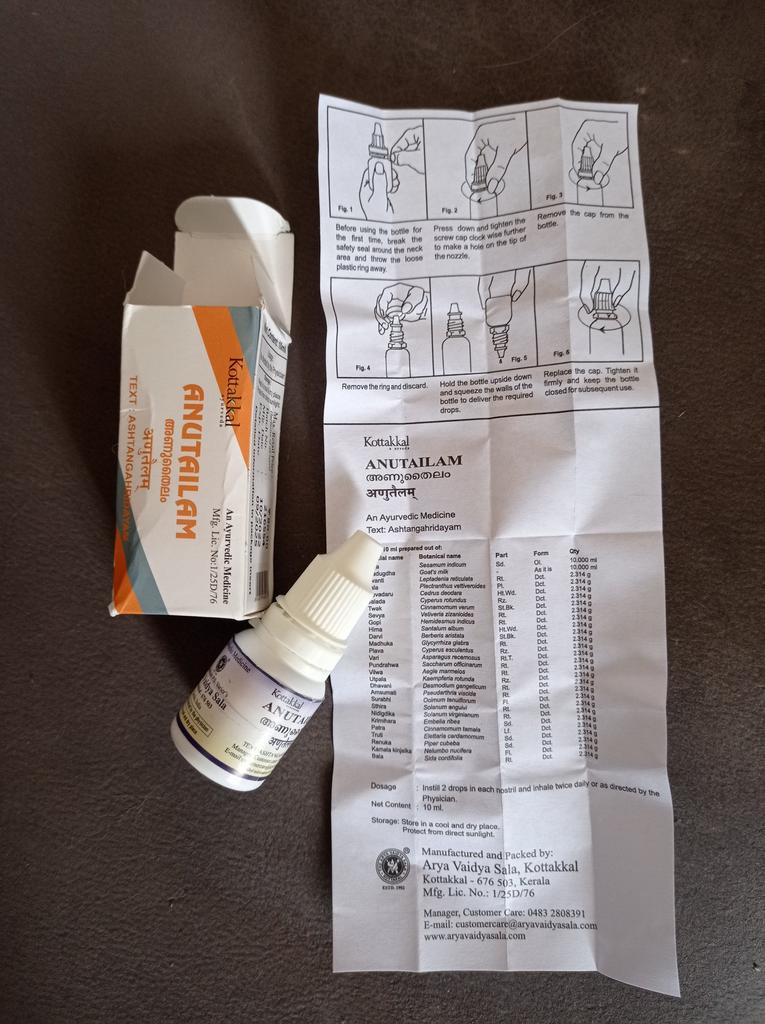 Kottakkal
ayurveda
ANUTAILAM
അണുതൈലം
अणुतैलम्
An Ayurvedic Medicine
Mfg. Lic. No:1/25D/76
Kottakkal
ANUTA
അണുതൈ
अणुतै
Vaidya Sala
Fig. 1
Fig. 2
Fig. 3
Before using the bottle for
the first time, break the
safety seal around the neck
area and throw the loose
plastic ring away.
Press down and tighten the
screw cap clock wise further
to make a hole on the tip of
the nozzle.
Remove the cap from the
bottle.
Fig. 4
Fig. 5
Fig. 6
Remove the ring and discard.
Hold the bottle upside down
and squeeze the walls of the
bottle to deliver the required
drops.
Replace the cap. Tighten it
firmly and keep the bottle
closed for subsequent use.
Kottakkal
ayurveda
ANUTAILAM
അണുതൈലം
अणुतैलम्
An Ayurvedic Medicine
Text: Ashtangahridayam
10 ml prepared out of:
name Botanical name Part Form Qty
Sesamum indicum Sd. Ol. 10.000 ml
Goat's milk - As it is 10.000 ml
Leptadenia reticulata Rt. Dct. 2.314 g
Plectranthus vettiveroides Pl. Dct. 2.314 g
Cedrus deodara Ht.Wd. Dct. 2.314 g
Cyperus rotundus Rz. Dct. 2.314 g
Twak Cinnamomum verum St.Bk. Dct. 2.314 g
Sevya Vetiveria zizanioides Rt. Dct. 2.314 g
Gopi Hemidesmus indicus Rt. Dct. 2.314 g
Hima Santalum album Ht.Wd. Dct. 2.314 g
Darvi Berberis aristata St.Bk. Dct. 2.314 g
Madhuka Glycyrrhiza glabra Rt. Dct. 2.314 g
Plava Cyperus esculentus Rz. Dct. 2.314 g
Vari Asparagus recemosus Rt.T. Dct. 2.314 g
Pundrahwa Saccharum officinarum Rt. Dct. 2.314 g
Vilwa Aegle marmelos Rt. Dct. 2.314 g
Utpala Kaempferia rotunda Rz. Dct. 2.314 g
Dhavani Desmodium gangeticum Rt. Dct. 2.314 g
Amsumati Pseudarthria viscida Rt. Dct. 2.314 g
Surabhi Ocimum tenuiflorum Fl. Dct. 2.314 g
Sthira Solanum anguivi Rt. Dct. 2.314 g
Nidigdika Solanum virginianum Rt. Dct. 2.314 g
Krimihara Embelia ribes Sd. Dct. 2.314 g
Patra Cinnamomum tamala Lf. Dct. 2.314 g
Truti Elettaria cardamomum Sd. Dct. 2.314 g
Renuka Piper cubeba Sd. Dct. 2.314 g
Kamala kinjalka Nelumbo nucifera Fl. Dct. 2.314 g
Bala Sida cordifolia Rt. Dct. 2.314 g
Dosage : Instill 2 drops in each nostril and inhale twice daily or as directed by the
Physician.
Net Content : 10 ml.
Storage: Store in a cool and dry place.
Protect from direct sunlight.
ESTD. 1902
Manufactured and Packed by:
Arya Vaidya Sala, Kottakkal
Kottakkal - 676 503, Kerala
Mfg. Lic. No.: 1/25D/76
Manager, Customer Care: 0483 2808391
E-mail: customercare@aryavaidyasala.com
www.aryavaidyasala.com